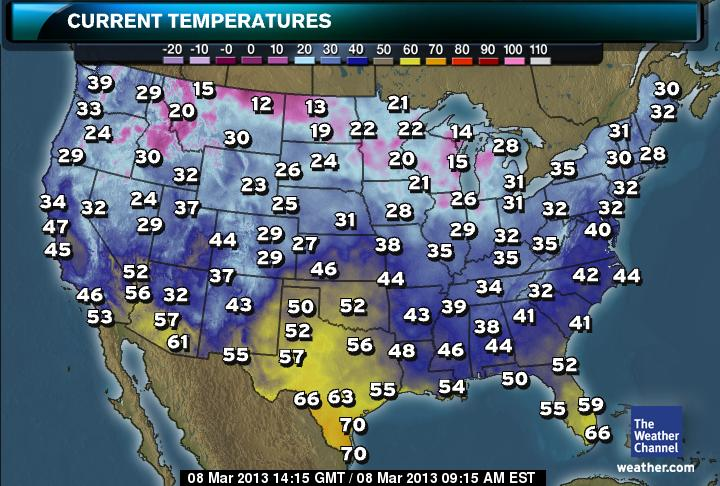 CURRENT TEMPERATURES
-20 -10 -0 0 10 20 30 40 50 60 70 80 90 100 110
39 29 15 12 13 21 30
33 20 32
24 30 19 22 22 14 28 31
29 30 24 20 15 35 30 28
32 23 26 21 31 32
34 32 24 37 25 28 26 31 32 32
47 29 31 29 40
45 44 29 27 38 35 32 35
29 35
52 37 46 44 42 44
46 56 32 34 32
53 57 43 50 52 43 39 41 41
61 52 38
55 57 56 48 46 44
52
66 63 55 54 50 55 59
70 66
70
The
Weather
Channel
weather.com
08 Mar 2013 14:15 GMT / 08 Mar 2013 09:15 AM EST